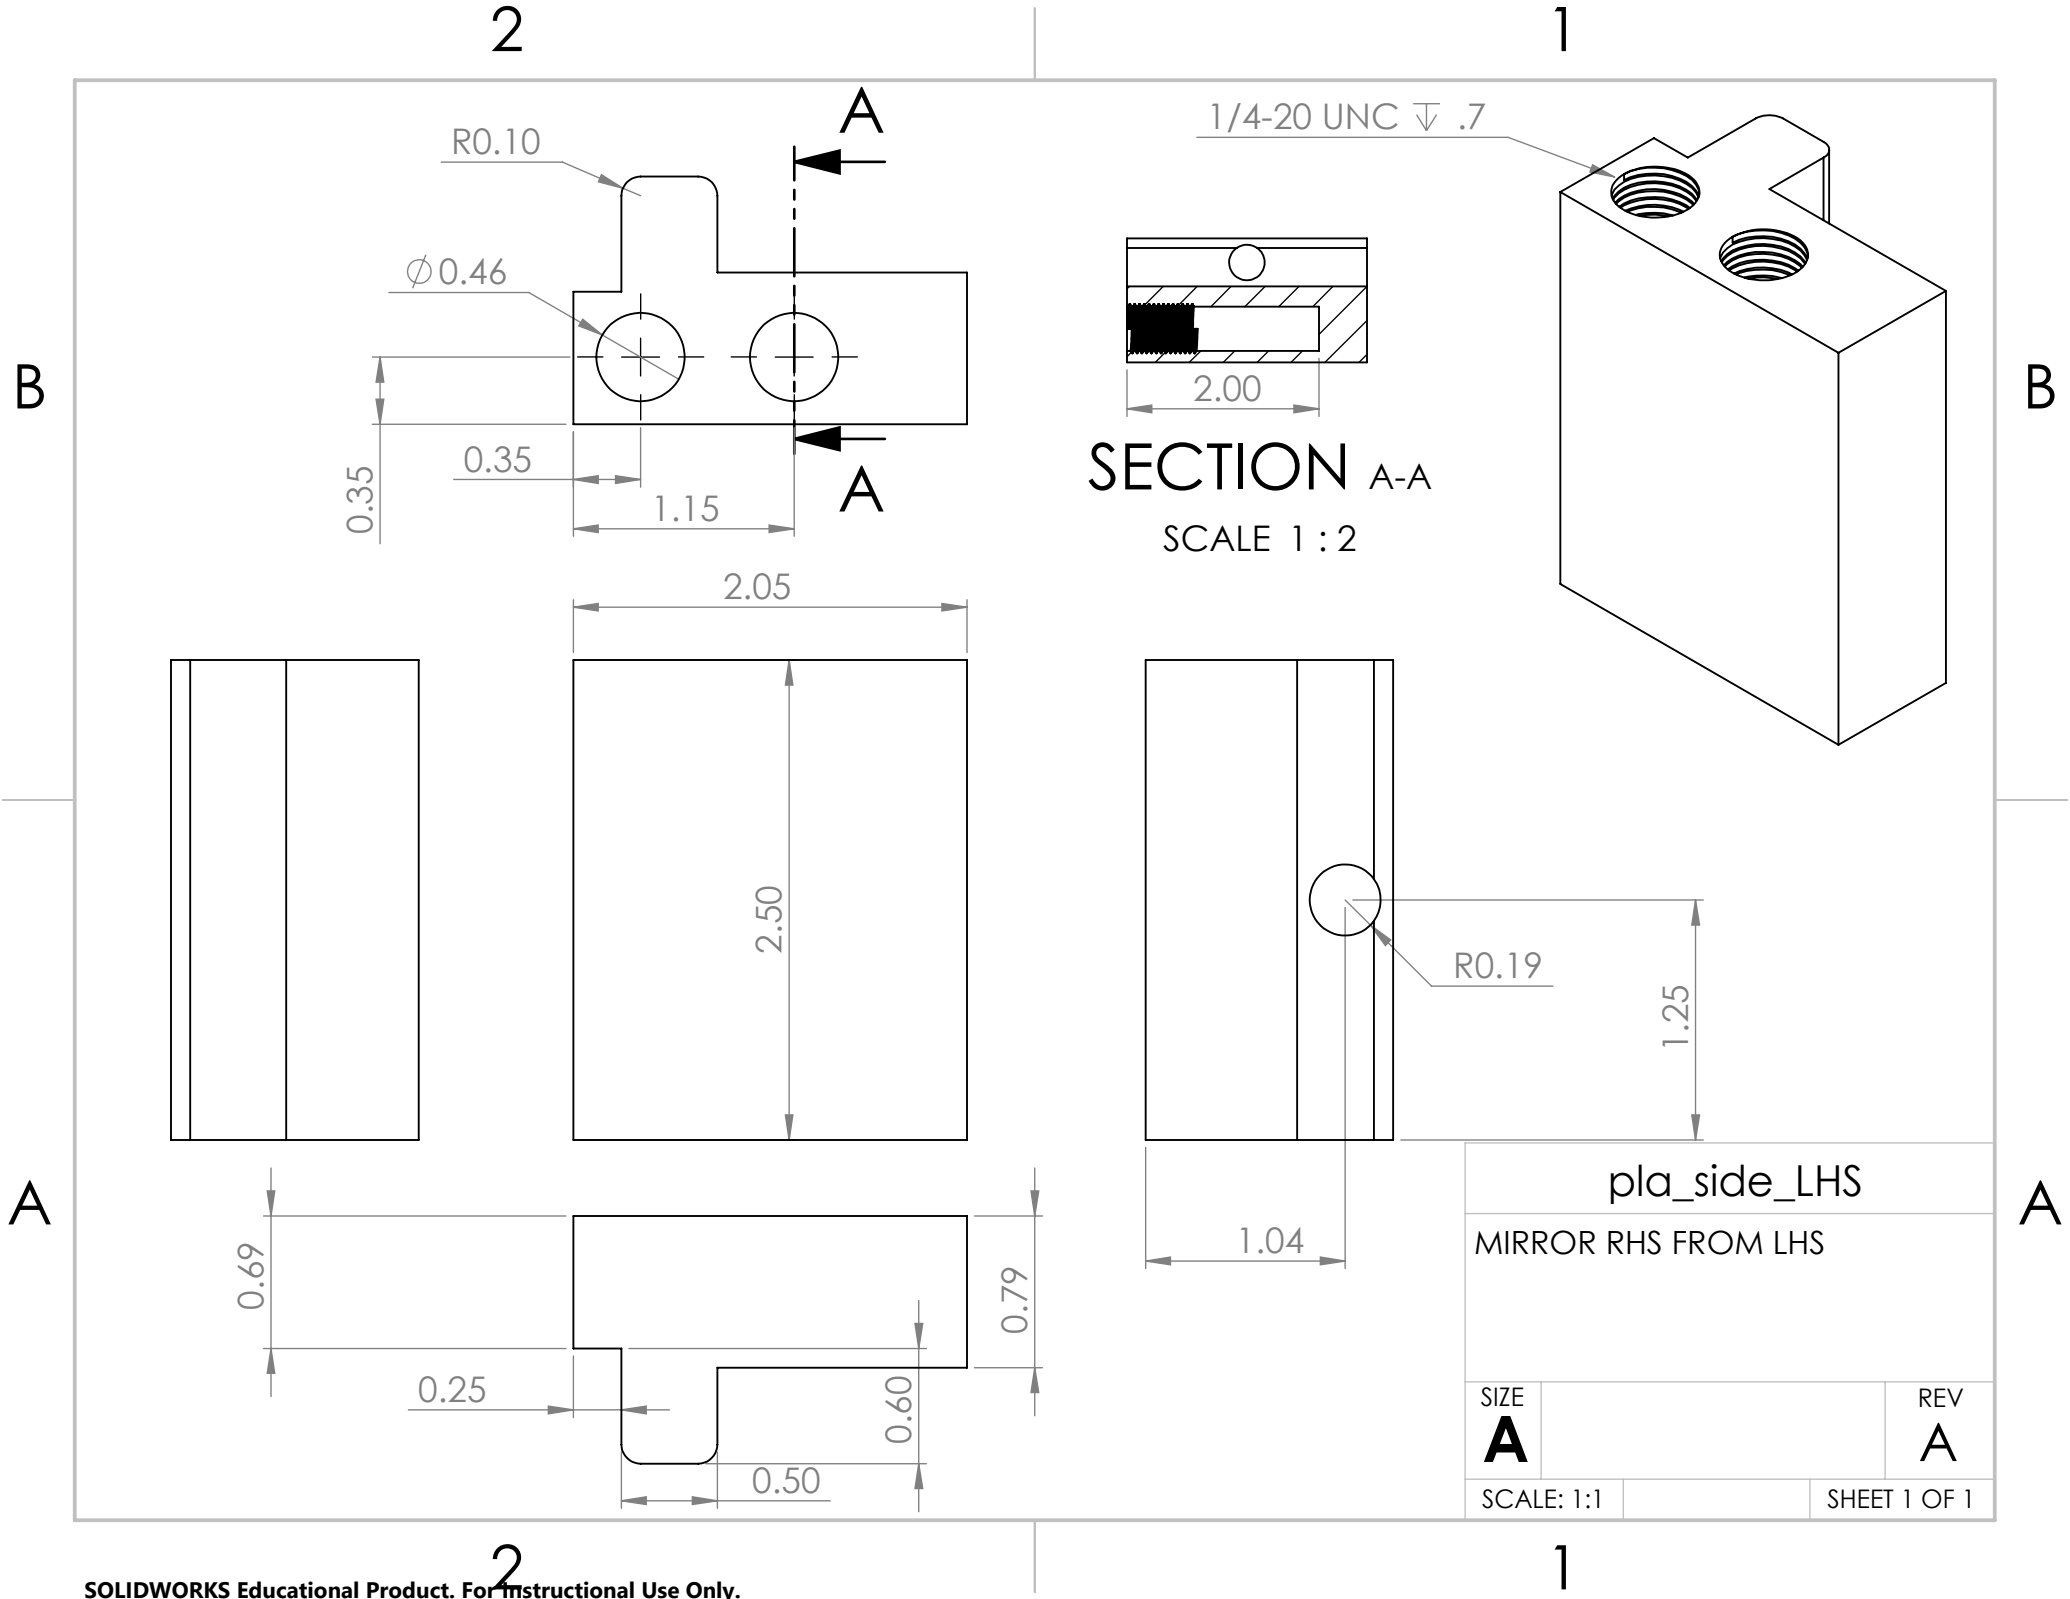 2 1
A
R0.10
1/4-20 UNC ↧ .7
∅0.46
B B
2.00
0.35
0.35
SECTION A-A
A
1.15
SCALE 1 : 2
2.05
2.50
R0.19
1.25
pla_side_LHS
A A
1.04
MIRROR RHS FROM LHS
0.69
0.79
0.25
0.60
SIZE
A
REV
A
0.50
SCALE: 1:1
SHEET 1 OF 1
2 1
SOLIDWORKS Educational Product. For Instructional Use Only.